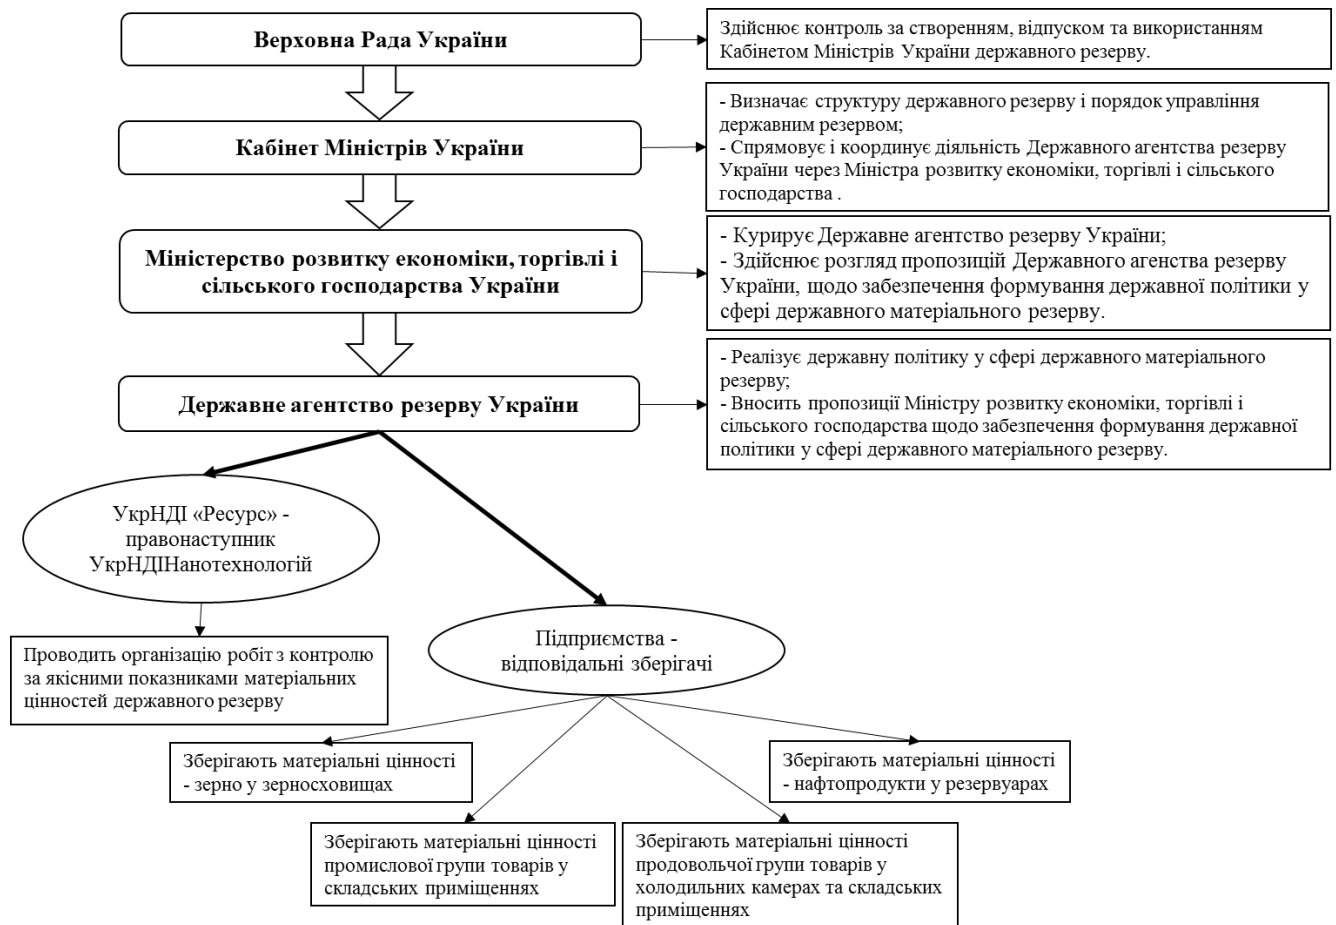 Верховна Рада України
Здійснює контроль за створенням, відпуском та використанням
Кабінетом Міністрів України державного резерву.
Кабінет Міністрів України
- Визначає структуру державного резерву і порядок управління
державним резервом;
- Спрямовує і координує діяльність Державного агентства резерву
України через Міністра розвитку економіки, торгівлі і сільського
господарства .
Міністерство розвитку економіки, торгівлі і
сільського господарства України
- Курирує Державне агентство резерву України;
- Здійснює розгляд пропозицій Державного агенства резерву
України, щодо забезпечення формування державної політики у
сфері державного матеріального резерву.
Державне агентство резерву України
- Реалізує державну політику у сфері державного матеріального
резерву;
- Вносить пропозиції Міністру розвитку економіки, торгівлі і
сільського господарства щодо забезпечення формування державної
політики у сфері державного матеріального резерву.
УкрНДІ «Ресурс» -
правонаступник
УкрНДІНанотехнологій
Проводить організацію робіт з контролю
за якісними показниками матеріальних
цінностей державного резерву
Підприємства -
відповідальні зберігачі
Зберігають матеріальні цінності
- зерно у зерносховищах
Зберігають матеріальні цінності
промислової групи товарів у
складських приміщеннях
Зберігають матеріальні цінності
продовольчої групи товарів у
холодильних камерах та складських
приміщеннях
Зберігають матеріальні цінності
- нафтопродукти у резервуарах